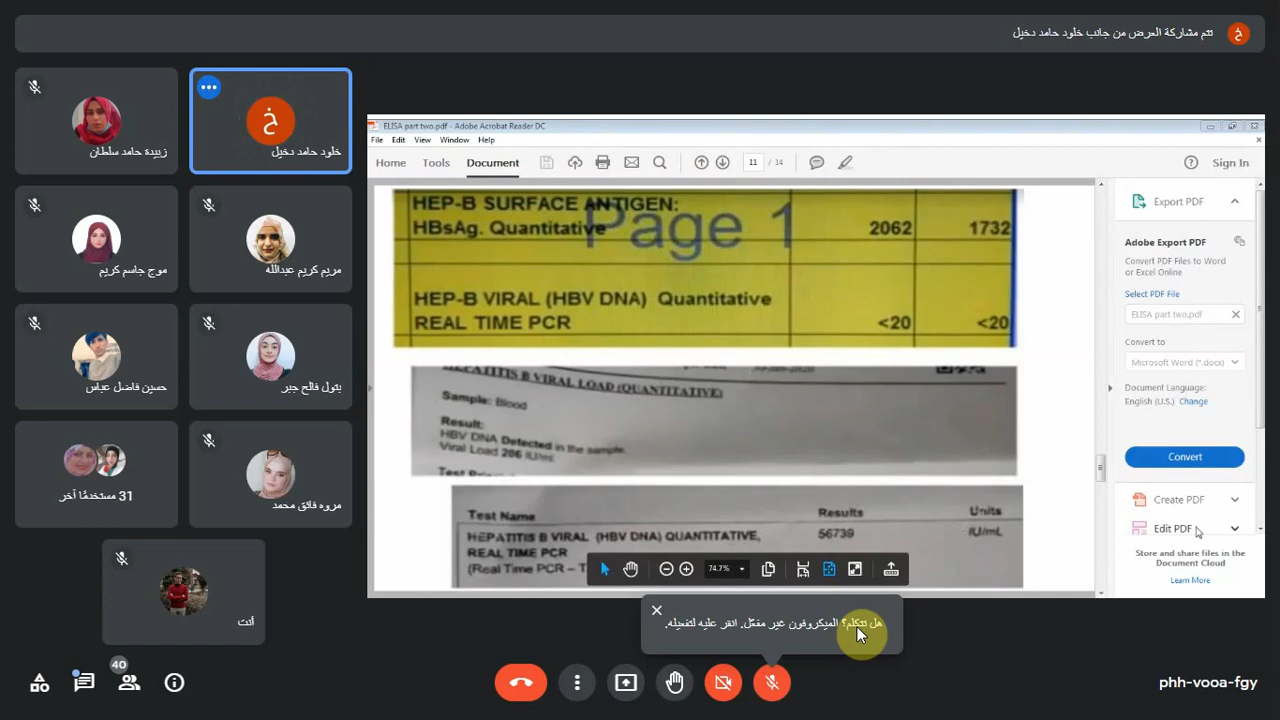 تتم مشاركة العرض من جانب خلود حامد دخيل
خ
زبيدة حامد سلطان
خ
خلود حامد دخيل
موج جاسم كريم
مريم كريم عبدالله
حسين فاضل عباس
بتول فالح جبر
31 مستخدمًا آخر
مروه فائق محمد
أنت
ELISA part two.pdf - Adobe Acrobat Reader DC
File Edit View Window Help
Home Tools Document 11 / 14 Sign In
HEP-B SURFACE ANTIGEN:
HBsAg. Quantitative 2062 1732
Page 1
HEP-B VIRAL (HBV DNA) Quantitative
REAL TIME PCR <20 <20
HEPATITIS B VIRAL LOAD (QUANTITATIVE)
Sample: Blood
Result:
HBV DNA Detected in the sample.
Viral Load 206 IU/ml
Test Name Results Units
HEPATITIS B VIRAL (HBV DNA) QUANTITATIVE, 56739 IU/mL
REAL TIME PCR
(Real Time PCR – T
74.7%
Export PDF
Adobe Export PDF
Convert PDF Files to Word
or Excel Online
Select PDF File
ELISA part two.pdf
Convert to
Microsoft Word (*.docx)
Document Language:
English (U.S.) Change
Convert
Create PDF
Edit PDF
Store and share files in the
Document Cloud
Learn More
هل تتكلم؟ الميكروفون غير مفعّل. انقر عليه لتفعيله.
40
phh-vooa-fgy